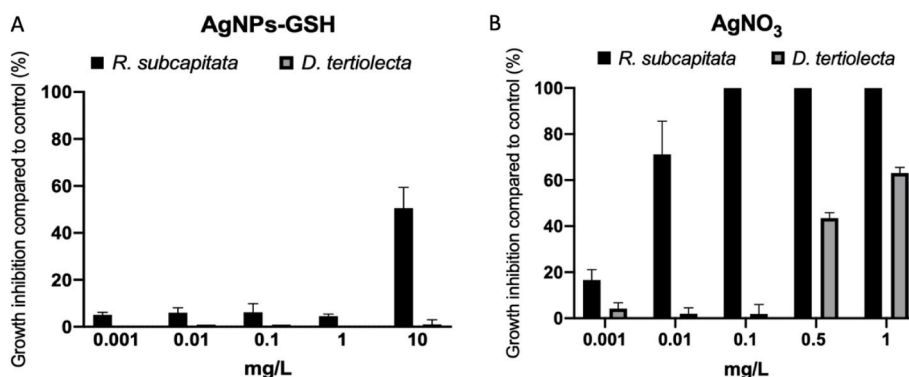 A
AgNPs-GSH
R. subcapitata D. tertiolecta
Growth inhibition compared to control (%)
100
80
60
40
20
0
0.001 0.01 0.1 1 10
mg/L
B
AgNO₃
R. subcapitata D. tertiolecta
Growth inhibition compared to control (%)
100
80
60
40
20
0
0.001 0.01 0.1 0.5 1
mg/L